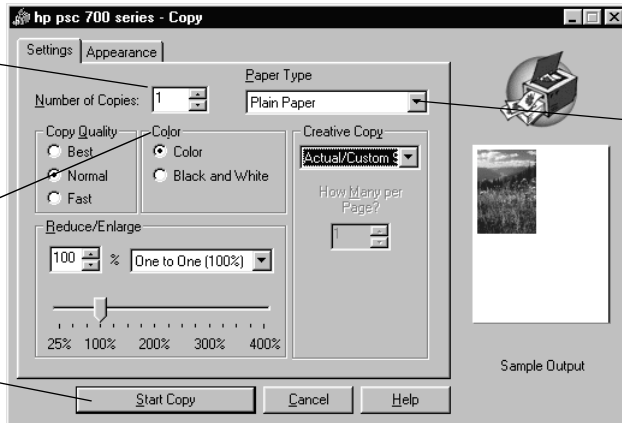 hp psc 700 series - Copy
Settings Appearance
Number of Copies: 1
Paper Type
Plain Paper
Copy Quality
Best
Normal
Fast
Color
Color
Black and White
Creative Copy
Actual/Custom S
How Many per
Page?
1
Reduce/Enlarge
100 % One to One (100%)
25% 100% 200% 300% 400%
Sample Output
Start Copy Cancel Help